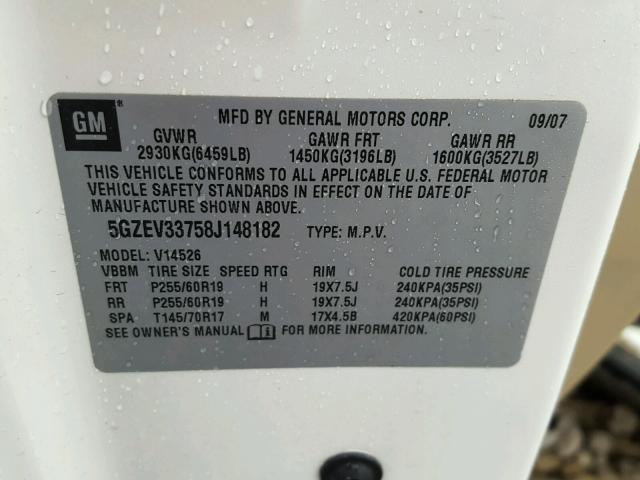 GM® MFD BY GENERAL MOTORS CORP. 09/07
GVWR GAWR FRT GAWR RR
2930KG(6459LB) 1450KG(3196LB) 1600KG(3527LB)
THIS VEHICLE CONFORMS TO ALL APPLICABLE U.S. FEDERAL MOTOR
VEHICLE SAFETY STANDARDS IN EFFECT ON THE DATE OF
MANUFACTURE SHOWN ABOVE.
5GZEV33758J148182 TYPE: M.P.V.
MODEL: V14526
VBBM TIRE SIZE SPEED RTG RIM COLD TIRE PRESSURE
FRT P255/60R19 H 19X7.5J 240KPA(35PSI)
RR P255/60R19 H 19X7.5J 240KPA(35PSI)
SPA T145/70R17 M 17X4.5B 420KPA(60PSI)
SEE OWNER'S MANUAL FOR MORE INFORMATION.